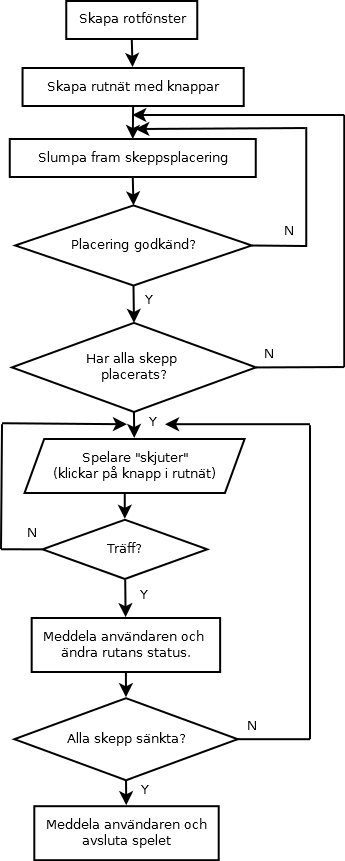 Skapa rotfönster
Skapa rutnät med knappar
Slumpa fram skeppsplacering
Placering godkänd?
N
Y
Har alla skepp
placerats?
N
Y
Spelare "skjuter"
(klickar på knapp i rutnät)
N
Träff?
Y
Meddela användaren och
ändra rutans status.
Alla skepp sänkta?
N
Y
Meddela användaren och
avsluta spelet